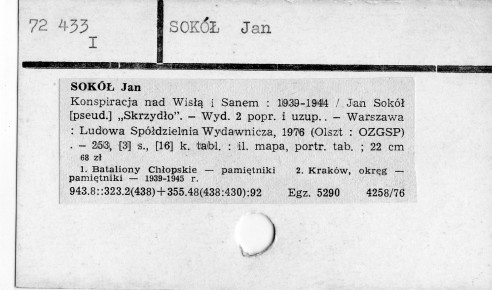 72 433
I
SOKÓŁ Jan
SOKÓŁ Jan
Konspiracja nad Wisłą i Sanem : 1939-1944 / Jan Sokół
[pseud.] „Skrzydło”. — Wyd. 2 popr. i uzup.. — Warszawa
: Ludowa Spółdzielnia Wydawnicza, 1976 (Olszt : OZGSP)
. — 253, [3] s., [16] k. tabl. : il. mapa, portr. tab. ; 22 cm
68 zł
1. Bataliony Chłopskie — pamiętniki 2. Kraków, okręg —
pamiętniki — 1939-1945 r.
943.8::323.2(438)+355.48(438:430):92 Egz. 5290 4258/76